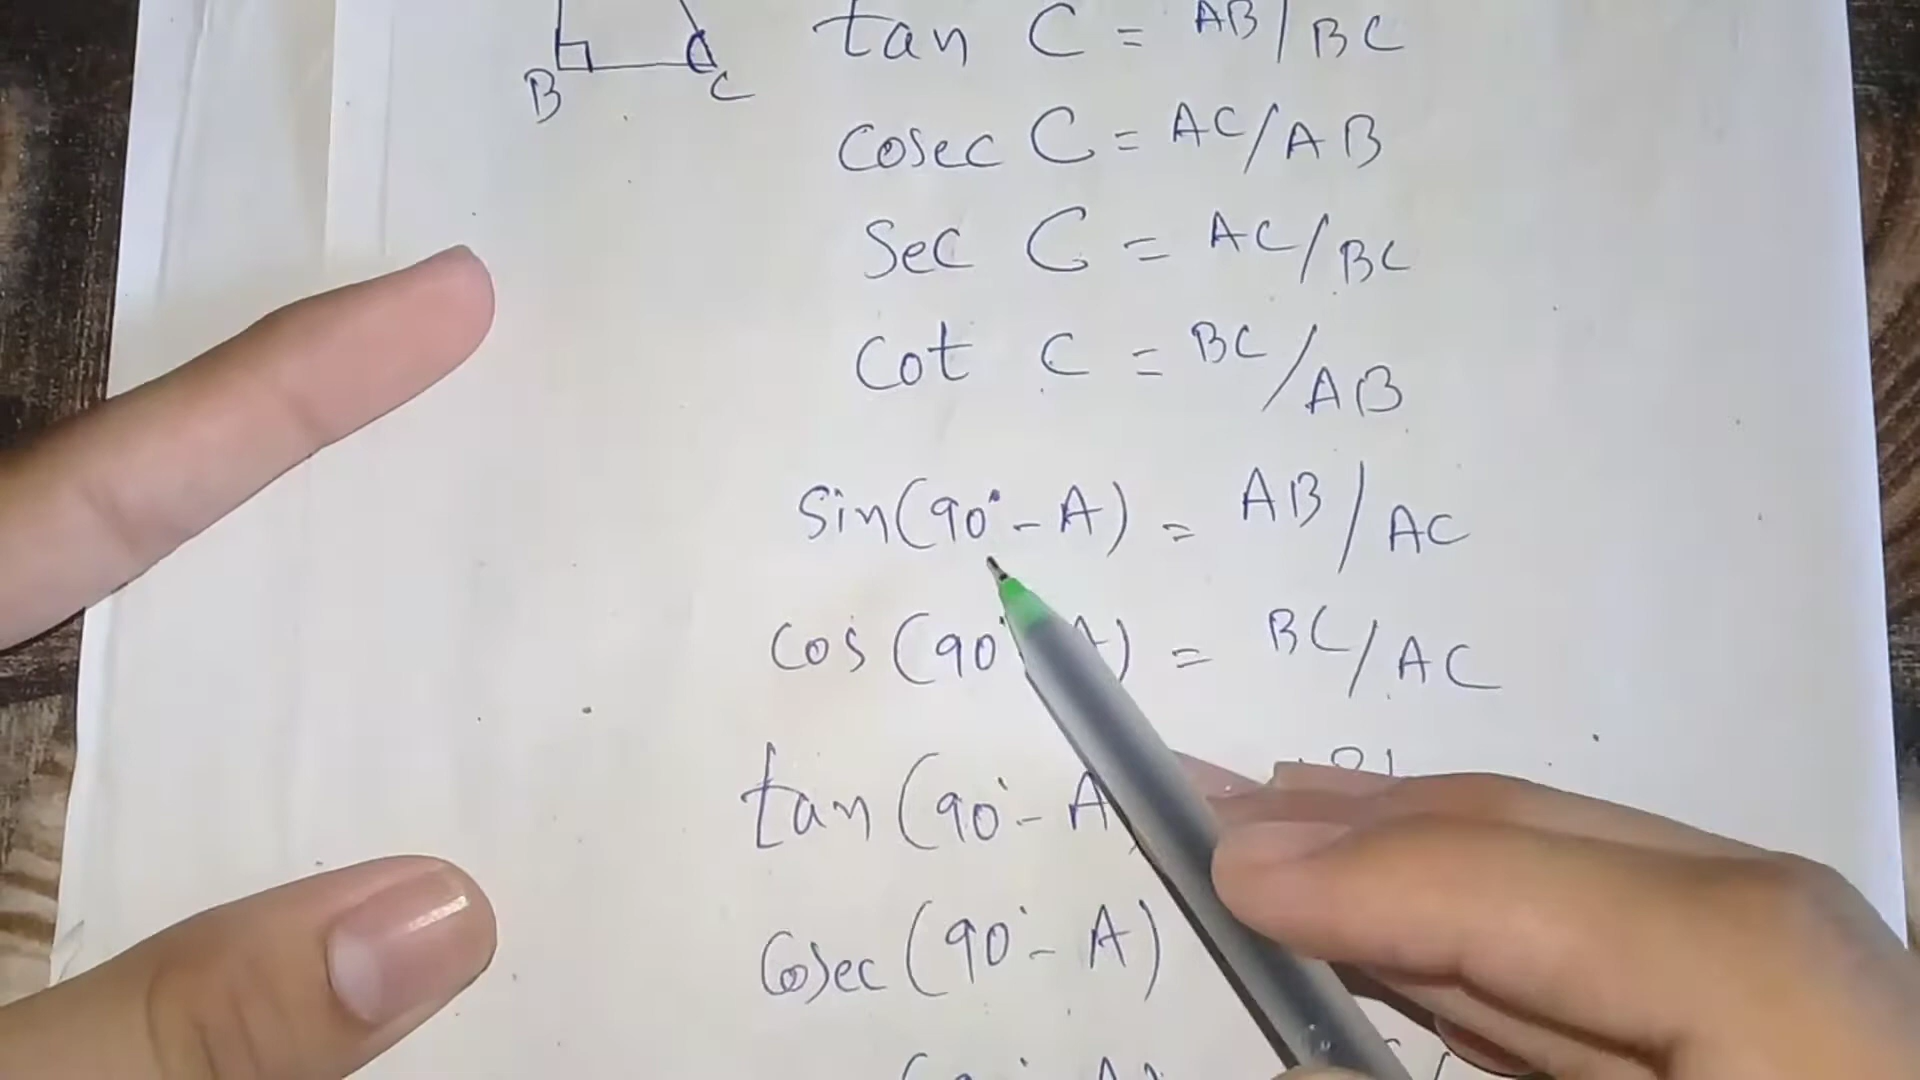 B C
tan C = AB/BC
cosec C = AC/AB
Sec C = AC/BC
Cot C = BC/AB
Sin(90°-A) = AB/AC
Cos (90° A) = BC/AC
tan (90°- A
Cosec (90°- A)